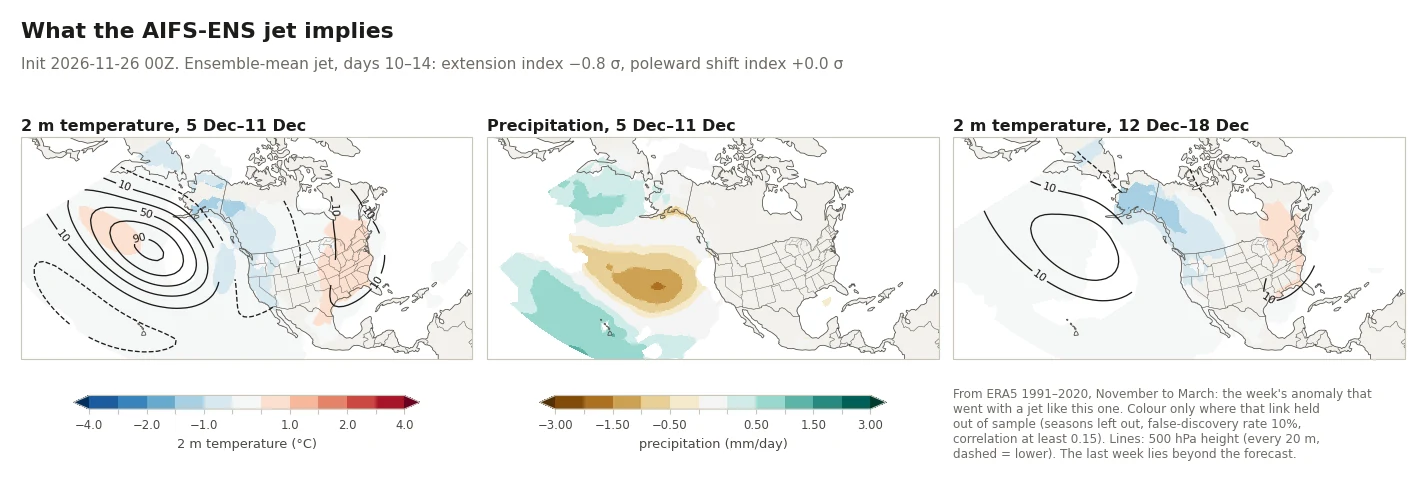 What the AIFS-ENS jet implies
Init 2026-11-26 00Z. Ensemble-mean jet, days 10–14: extension index −0.8 σ, poleward shift index +0.0 σ
2 m temperature, 5 Dec–11 Dec
Precipitation, 5 Dec–11 Dec
2 m temperature, 12 Dec–18 Dec
10
50
90
10
10
10
10
10
10
10
−4.0 −2.0 −1.0 1.0 2.0 4.0
2 m temperature (°C)
−3.00 −1.50 −0.50 0.50 1.50 3.00
precipitation (mm/day)
From ERA5 1991–2020, November to March: the week's anomaly that
went with a jet like this one. Colour only where that link held
out of sample (seasons left out, false-discovery rate 10%,
correlation at least 0.15). Lines: 500 hPa height (every 20 m,
dashed = lower). The last week lies beyond the forecast.